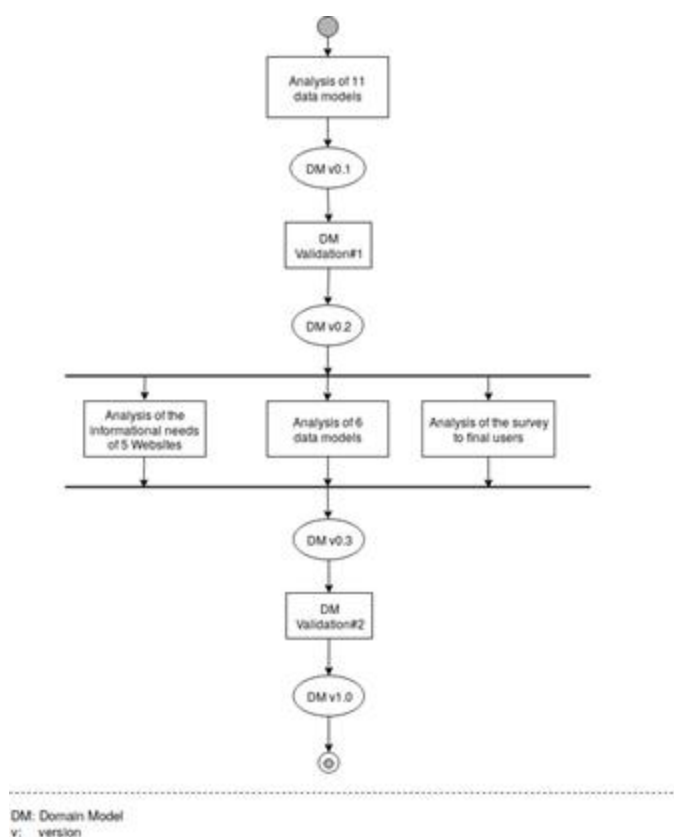 Analysis of 11
data models
DM v0.1
DM
Validation#1
DM v0.2
Analysis of the
informational needs
of 5 Websites
Analysis of 6
data models
Analysis of the survey
to final users
DM v0.3
DM
Validation#2
DM v1.0
DM: Domain Model
v: version